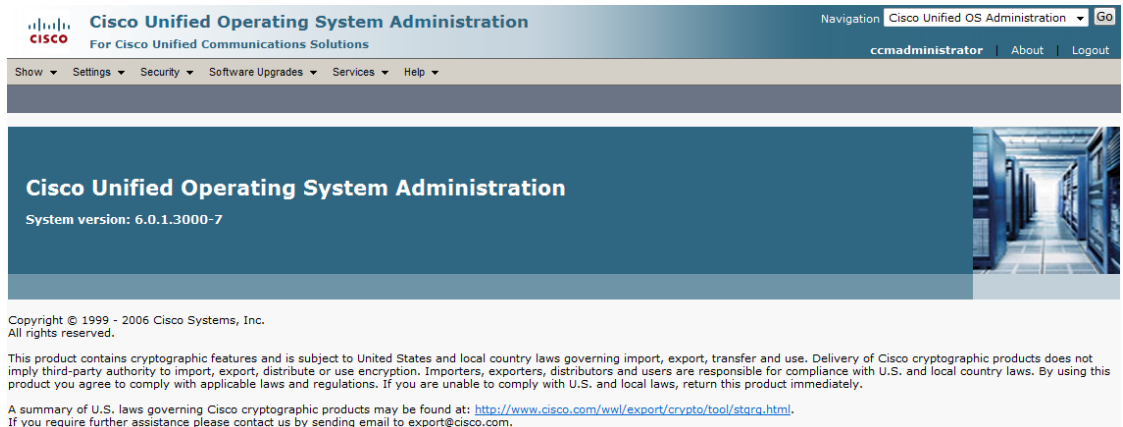 Cisco Unified Operating System Administration
Navigation Cisco Unified OS Administration Go
CISCO For Cisco Unified Communications Solutions
ccmadministrator | About | Logout
Show Settings Security Software Upgrades Services Help
Cisco Unified Operating System Administration
System version: 6.0.1.3000-7
Copyright © 1999 - 2006 Cisco Systems, Inc.
All rights reserved.
This product contains cryptographic features and is subject to United States and local country laws governing import, export, transfer and use. Delivery of Cisco cryptographic products does not
imply third-party authority to import, export, distribute or use encryption. Importers, exporters, distributors and users are responsible for compliance with U.S. and local country laws. By using this
product you agree to comply with applicable laws and regulations. If you are unable to comply with U.S. and local laws, return this product immediately.
A summary of U.S. laws governing Cisco cryptographic products may be found at: http://www.cisco.com/wwl/export/crypto/tool/stqrg.html.
If you require further assistance please contact us by sending email to export@cisco.com.